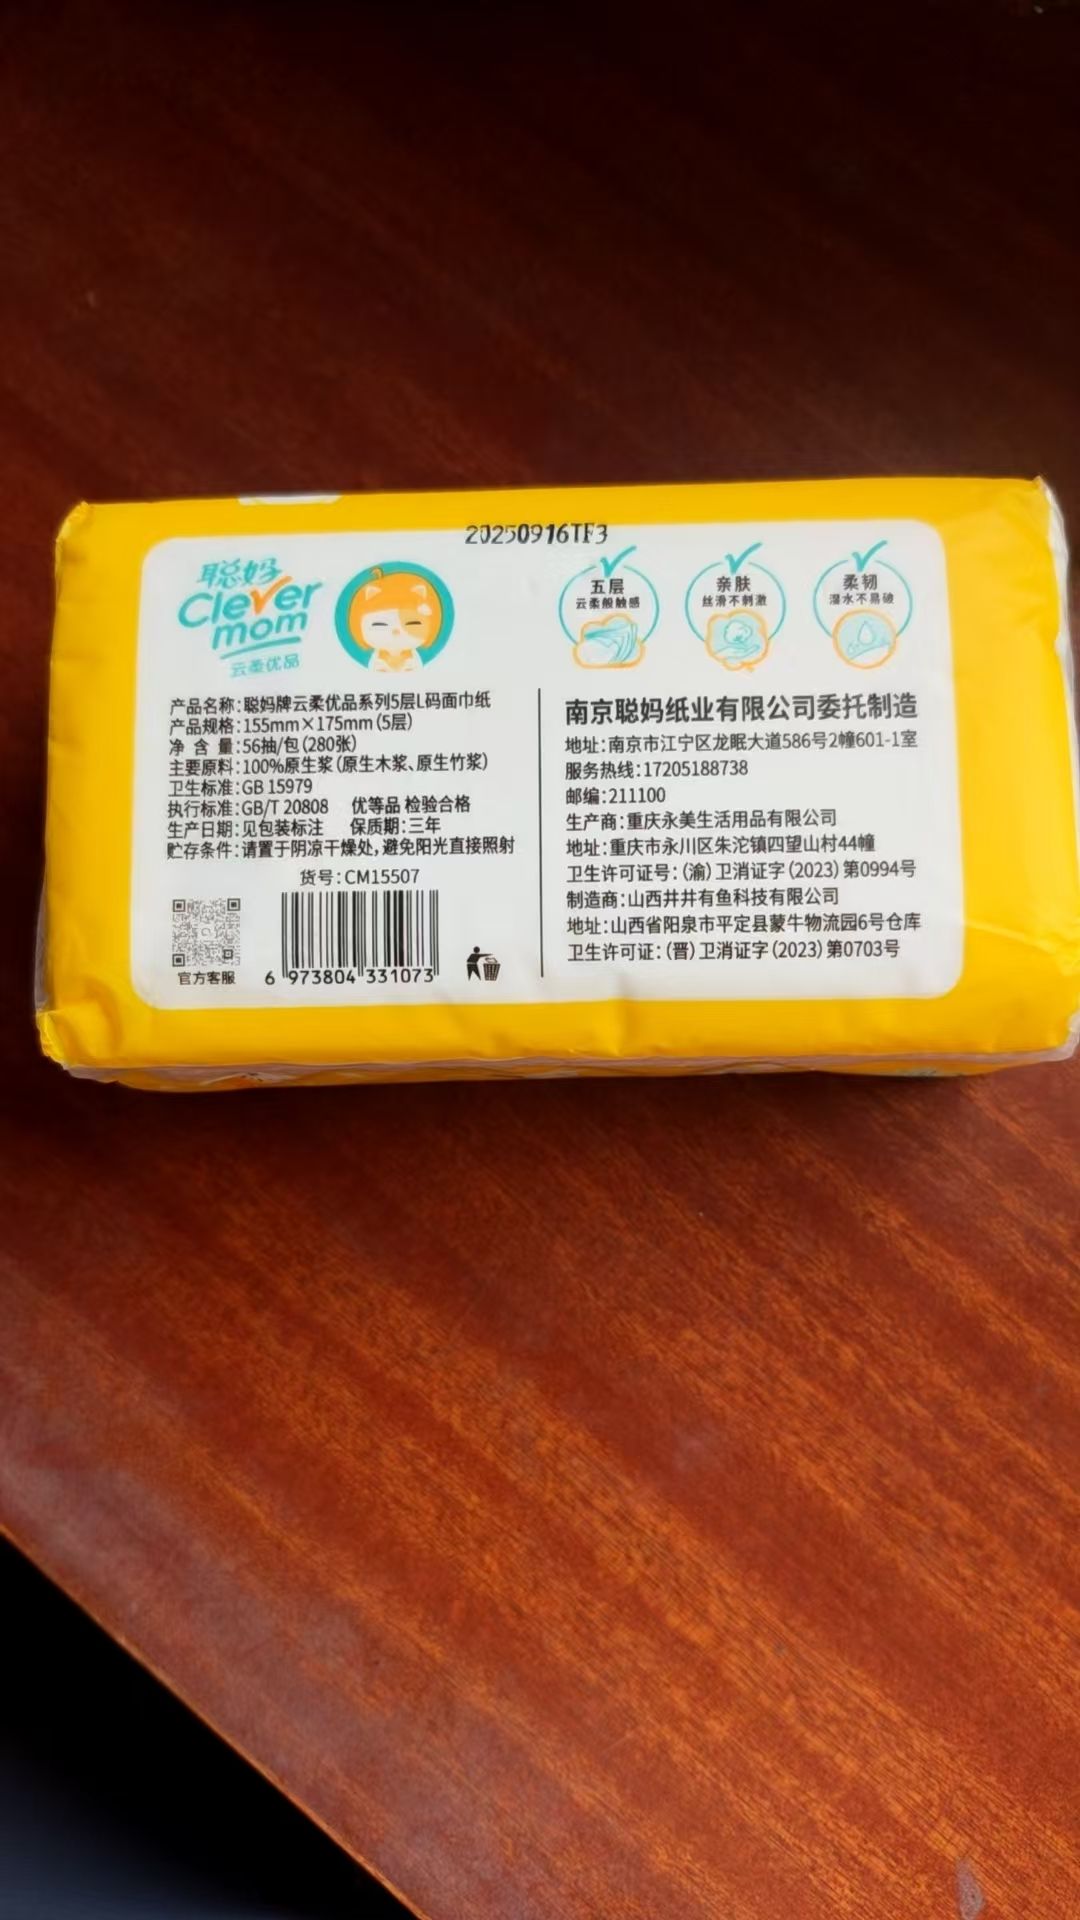 20250916TF3
聪妈
Clever
mom
云柔优品
五层
云柔般触感
亲肤
丝滑不刺激
柔韧
湿水不易破
产品名称:聪妈牌云柔优品系列5层L码面巾纸
产品规格:155mm×175mm(5层)
净含量:56抽/包(280张)
主要原料:100%原生浆(原生木浆、原生竹浆)
卫生标准:GB 15979
执行标准:GB/T 20808 优等品 检验合格
生产日期:见包装标注 保质期:三年
贮存条件:请置于阴凉干燥处,避免阳光直接照射
货号:CM15507
官方客服
6 973804 331073
南京聪妈纸业有限公司委托制造
地址:南京市江宁区龙眠大道586号2幢601-1室
服务热线:17205188738
邮编:211100
生产商:重庆永美生活用品有限公司
地址:重庆市永川区朱沱镇四望山村44幢
卫生许可证号:(渝)卫消证字(2023)第0994号
制造商:山西井井有鱼科技有限公司
地址:山西省阳泉市平定县蒙牛物流园6号仓库
卫生许可证:(晋)卫消证字(2023)第0703号